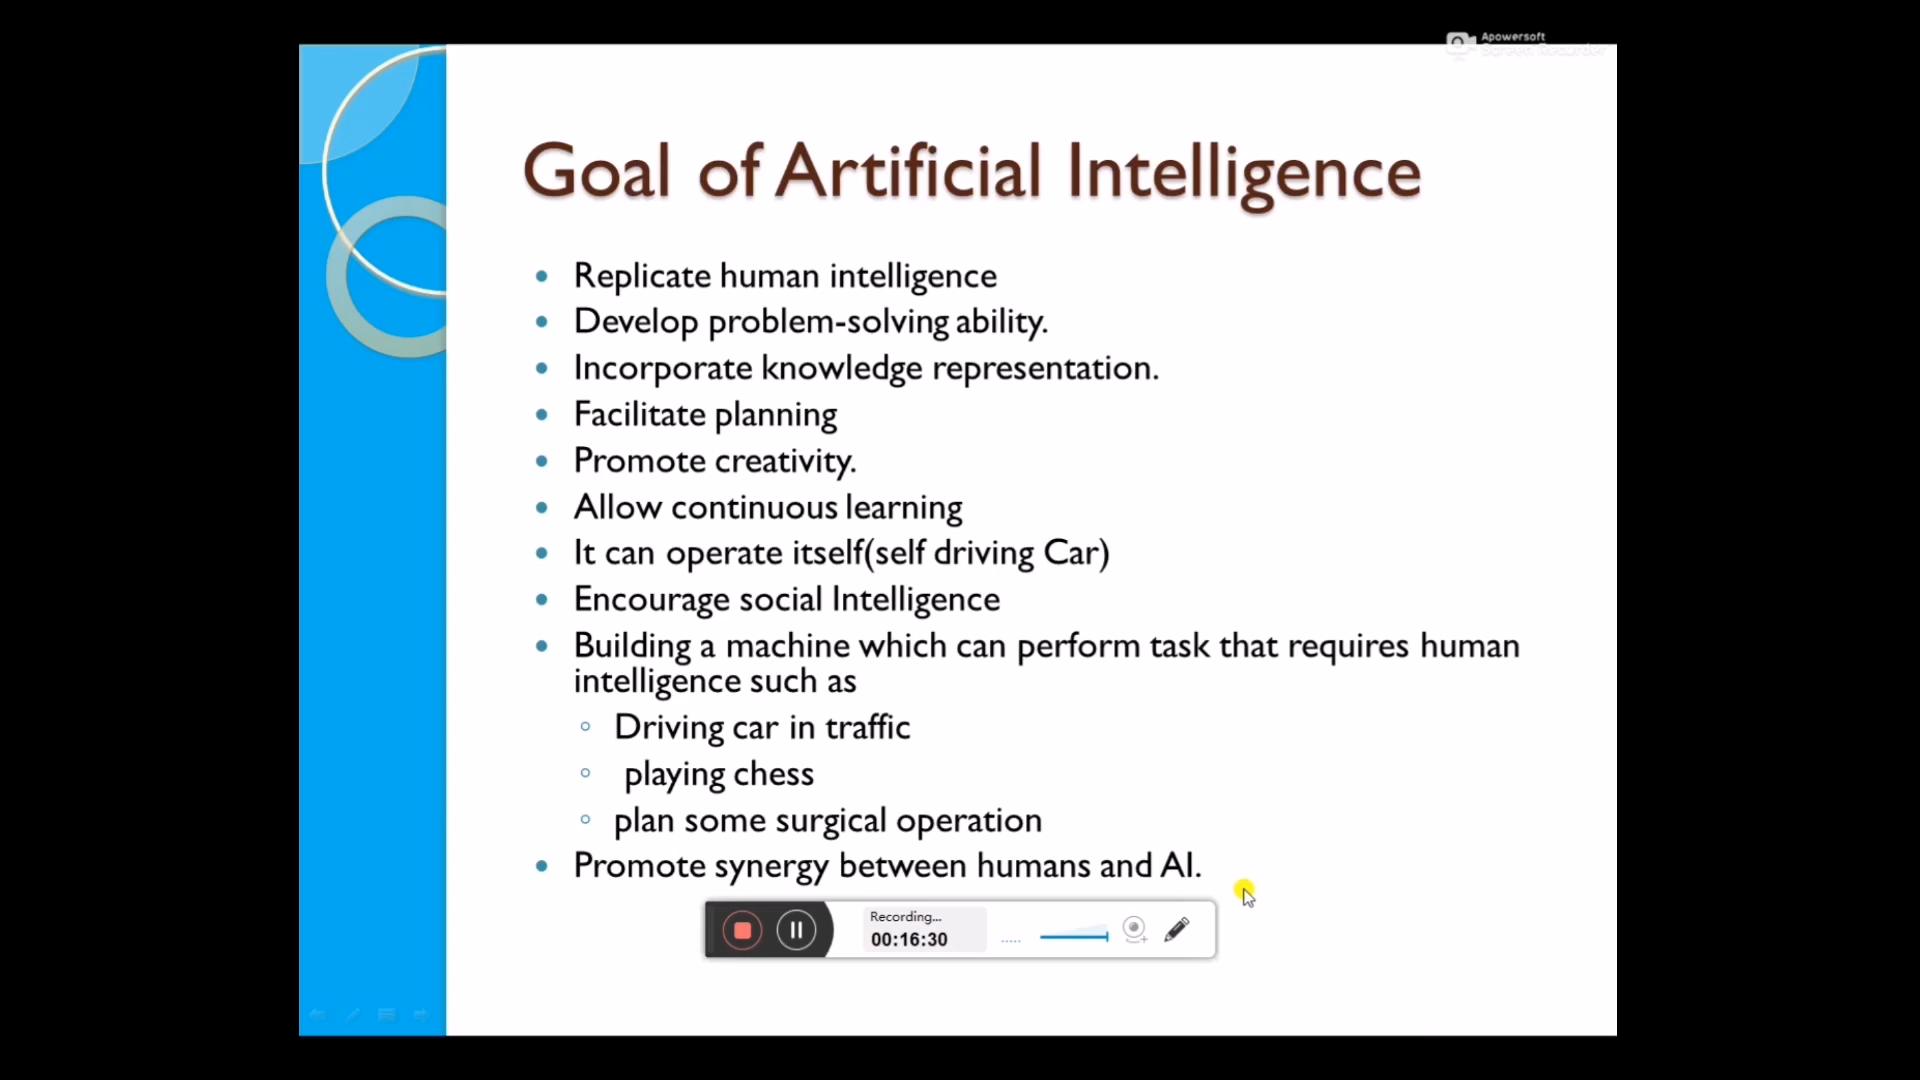 Apowersoft
Screen Recorder
Goal of Artificial Intelligence
• Replicate human intelligence
• Develop problem-solving ability.
• Incorporate knowledge representation.
• Facilitate planning
• Promote creativity.
• Allow continuous learning
• It can operate itself(self driving Car)
• Encourage social Intelligence
• Building a machine which can perform task that requires human
intelligence such as
◦ Driving car in traffic
◦ playing chess
◦ plan some surgical operation
• Promote synergy between humans and AI.
Recording...
00:16:30